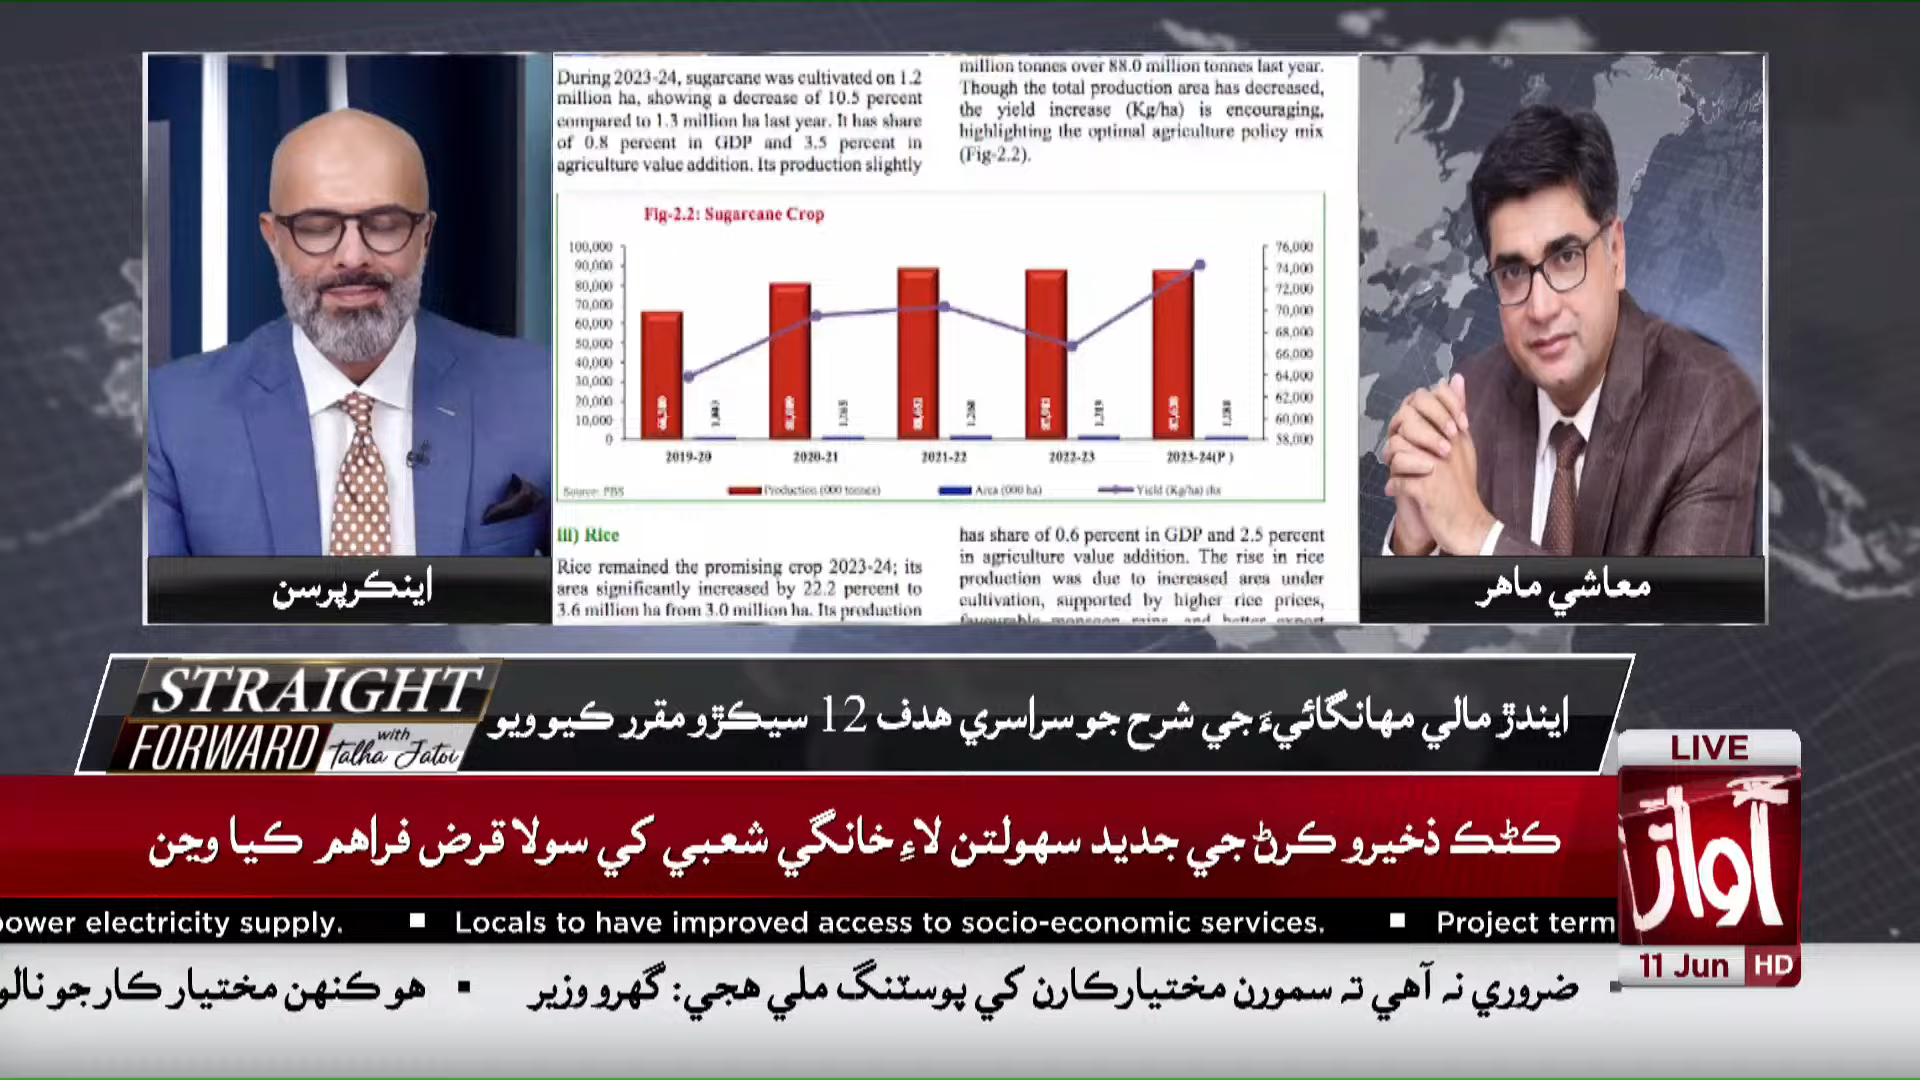 During 2023-24, sugarcane was cultivated on 1.2
million ha, showing a decrease of 10.5 percent
compared to 1.3 million ha last year. It has share
of 0.8 percent in GDP and 3.5 percent in
agriculture value addition. Its production slightly
million tonnes over 88.0 million tonnes last year.
Though the total production area has decreased,
the yield increase (Kg/ha) is encouraging,
highlighting the optimal agriculture policy mix
(Fig-2.2).
Fig-2.2: Sugarcane Crop
100,000
90,000
80,000
70,000
60,000
50,000
40,000
30,000
20,000
10,000
0
76,000
74,000
72,000
70,000
68,000
66,000
64,000
62,000
60,000
58,000
2019-20
2020-21
2021-22
2022-23
2023-24(P)
Source: PBS
Production (000 tonnes)
Area (000 ha)
Yield (Kg/ha) rhs
iii) Rice
Rice remained the promising crop 2023-24; its
area significantly increased by 22.2 percent to
3.6 million ha from 3.0 million ha. Its production
has share of 0.6 percent in GDP and 2.5 percent
in agriculture value addition. The rise in rice
production was due to increased area under
cultivation, supported by higher rice prices,
favourable monsoon rains, and better export
اينڪرپرسن
معاشي ماهر
STRAIGHT
FORWARD with Talha Jatoi
ايندڙ مالي مهانگائيءَ جي شرح جو سراسري هدف 12 سيڪڙو مقرر ڪيو ويو
LIVE
ڪڻڪ ذخيرو ڪرڻ جي جديد سهولتن لاءِ خانگي شعبي کي سولا قرض فراهم ڪيا وڃن
آواز
power electricity supply. ▪ Locals to have improved access to socio-economic services. ▪ Project term
11 Jun HD
ضروري نہ آهي تہ سمورن مختيارڪارن کي پوسٽنگ ملي هجي: گهرو وزير ▪ هو ڪنهن مختيار ڪار جو نالو